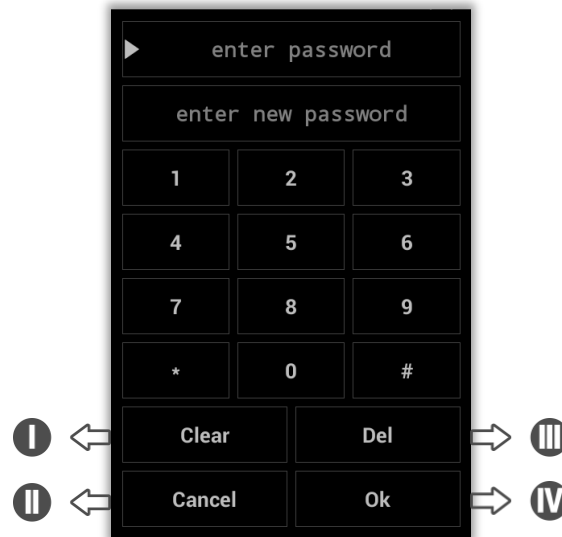 enter password
enter new password
1 2 3
4 5 6
7 8 9
* 0 #
I Clear Del III
II Cancel Ok IV